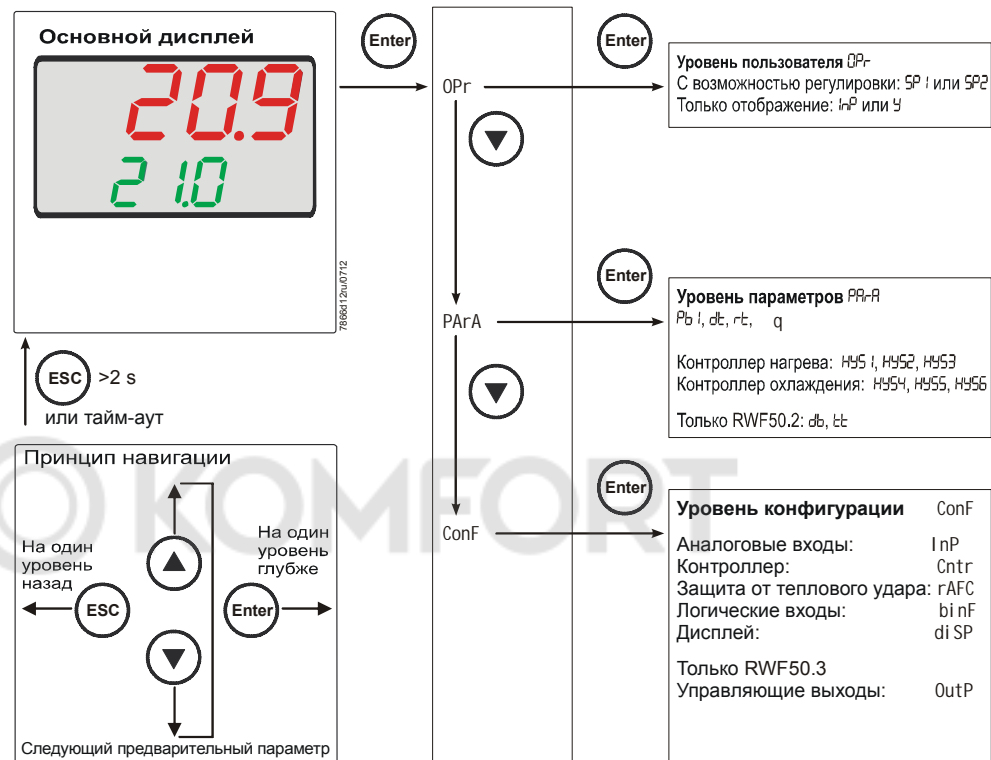 Основной дисплей
20.9
21.0
7866d12ru/0712
ESC >2 s
или тайм-аут
Принцип навигации
На один
уровень
назад
На один
уровень
глубже
ESC
Enter
Следующий предварительный параметр
Enter
OPr
PArA
ConF
Enter
Уровень пользователя OPr
С возможностью регулировки: SP1 или SP2
Только отображение: InP или y
Enter
Уровень параметров PArA
Pb1, dt, rt, q
Контроллер нагрева: HYS1, HYS2, HYS3
Контроллер охлаждения: HYS4, HYS5, HYS6
Только RWF50.2: db, tt
Enter
Уровень конфигурации ConF
Аналоговые входы: InP
Контроллер: Cntr
Защита от теплового удара: rAFC
Логические входы: binF
Дисплей: diSP
Только RWF50.3
Управляющие выходы: OutP
KOMFORT